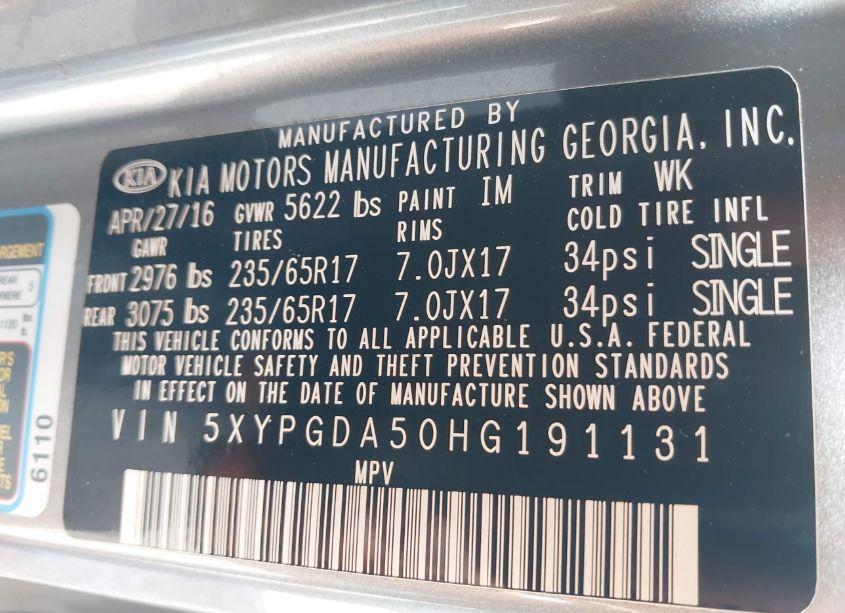 MANUFACTURED BY
KIA KIA MOTORS MANUFACTURING GEORGIA, INC.
APR/27/16 GVWR 5622 lbs PAINT IM TRIM WK
GAWR TIRES RIMS COLD TIRE INFL
FRONT 2976 lbs 235/65R17 7.0JX17 34psi SINGLE
REAR 3075 lbs 235/65R17 7.0JX17 34psi SINGLE
THIS VEHICLE CONFORMS TO ALL APPLICABLE U.S.A. FEDERAL
MOTOR VEHICLE SAFETY AND THEFT PREVENTION STANDARDS
IN EFFECT ON THE DATE OF MANUFACTURE SHOWN ABOVE
VIN 5XYPGDA50HG191131
MPV
REAR
5
6110